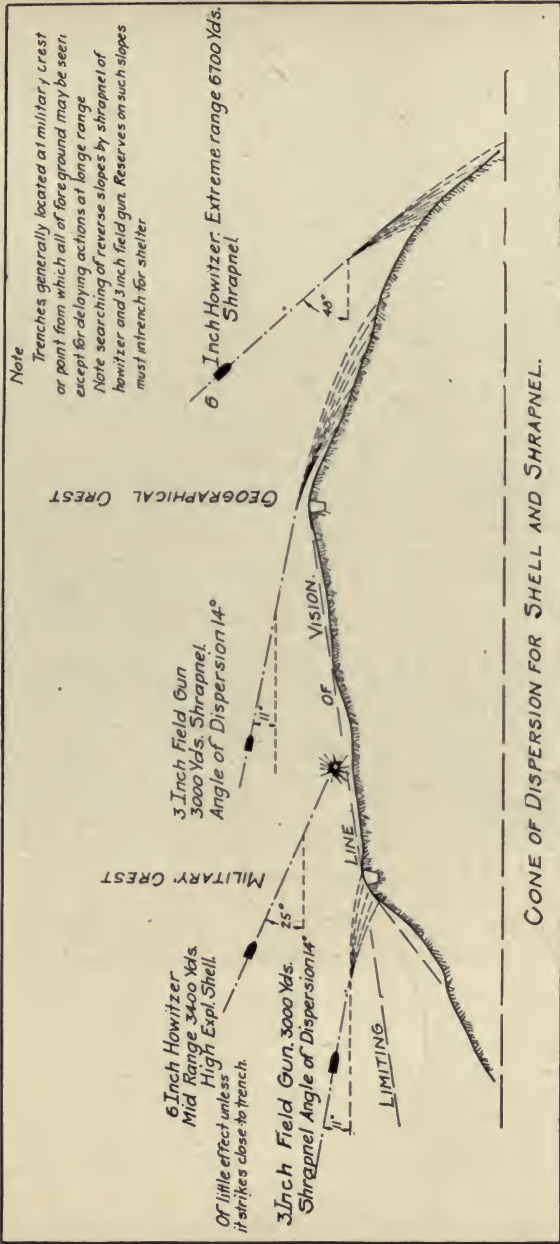 Note
Trenches generally located at military crest
or point from which all of foreground may be seen
except for delaying actions at longe range
Note searching of reverse slopes by shrapnel of
howitzer and 3 inch field gun. Reserves on such slopes
must intrench for shelter
6 Inch Howitzer. Extreme range 6700 Yds.
Shrapnel
GEOGRAPHICAL CREST
3 Inch Field Gun
3000 Yds. Shrapnel.
Angle of Dispersion 14°
11°
MILITARY CREST
6 Inch Howitzer
Mid Range 3400 Yds.
High Expl. Shell.
Of little effect unless
it strikes close to trench.
25°
3 Inch Field Gun. 3000 Yds.
Shrapnel Angle of Dispersion 14°
11°
LIMITING LINE OF VISION.
CONE OF DISPERSION FOR SHELL AND SHRAPNEL.